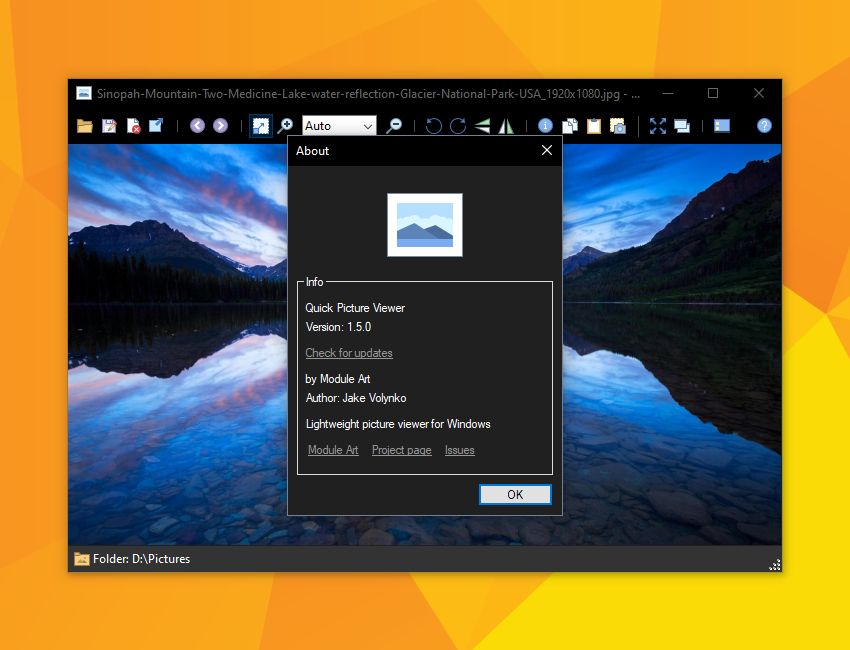 Sinopah-Mountain-Two-Medicine-Lake-water-reflection-Glacier-National-Park-USA_1920x1080.jpg - ...
Auto
About
Info
Quick Picture Viewer
Version: 1.5.0
Check for updates
by Module Art
Author: Jake Volynko
Lightweight picture viewer for Windows
Module Art Project page Issues
OK
Folder: D:\Pictures